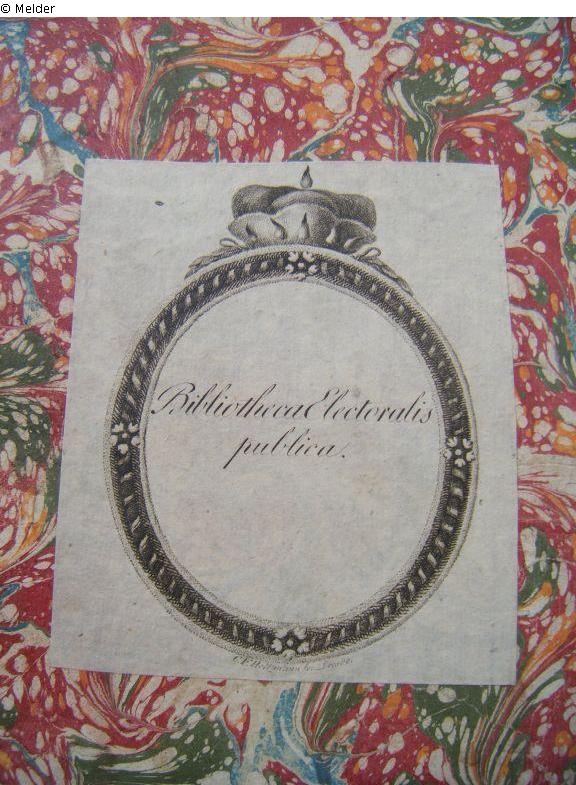 © Melder
Bibliotheca Electoralis
publica.